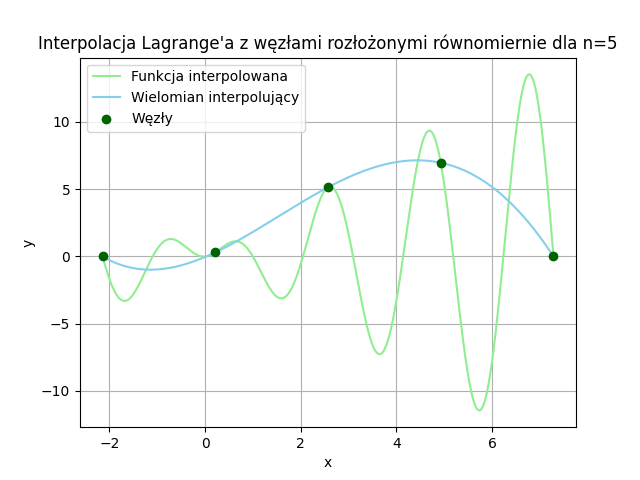 Interpolacja Lagrange'a z węzłami rozłożonymi równomiernie dla n=5
Funkcja interpolowana
Wielomian interpolujący
Węzły
10
5
0
−5
−10
y
−2
0
2
4
6
x